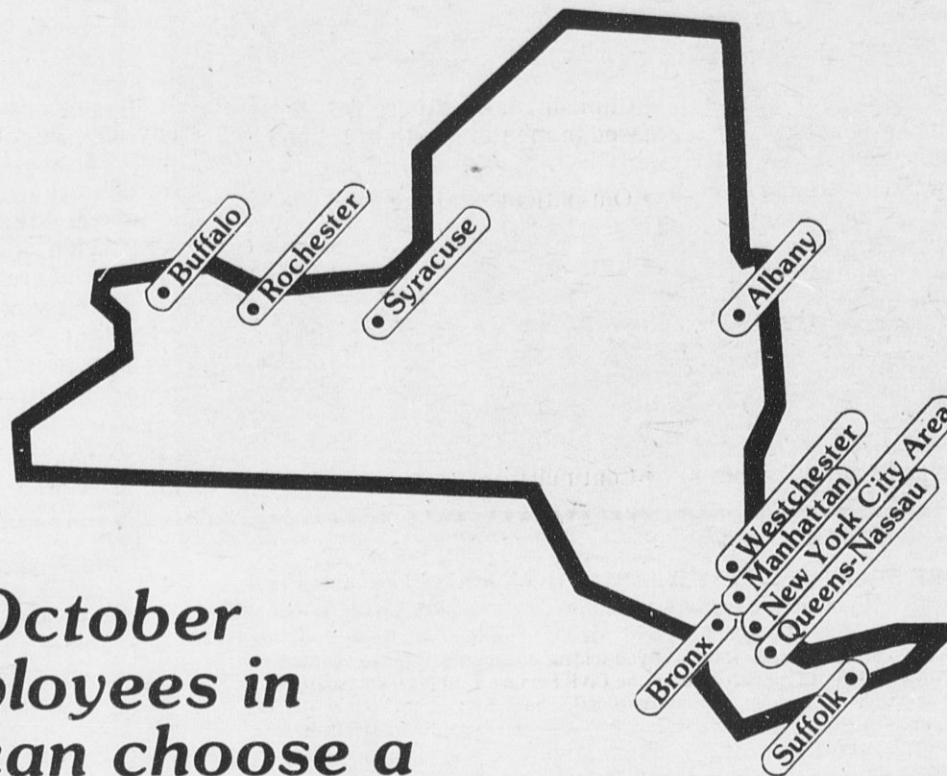 Buffalo
Rochester
Syracuse
Albany
Westchester
Manhattan
New York City Area
Queens-Nassau
Bronx
Suffolk
October
ployees in
can choose a